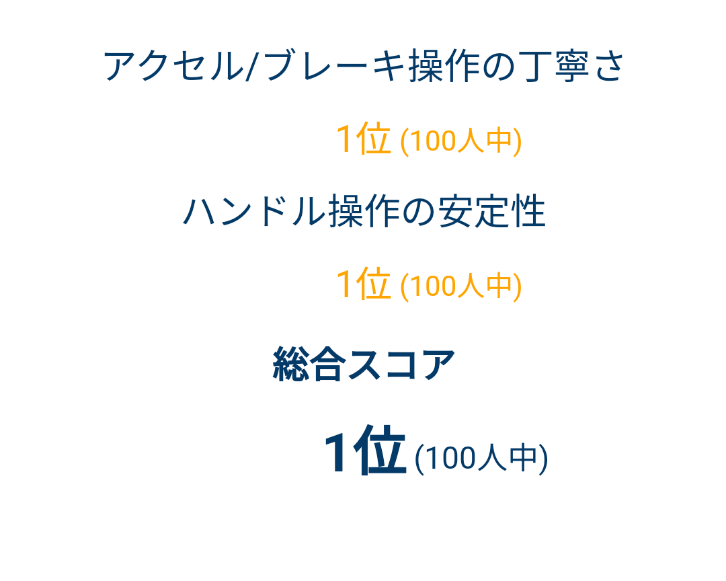 アクセル/ブレーキ操作の丁寧さ
1位 (100人中)
ハンドル操作の安定性
1位 (100人中)
総合スコア
1位 (100人中)